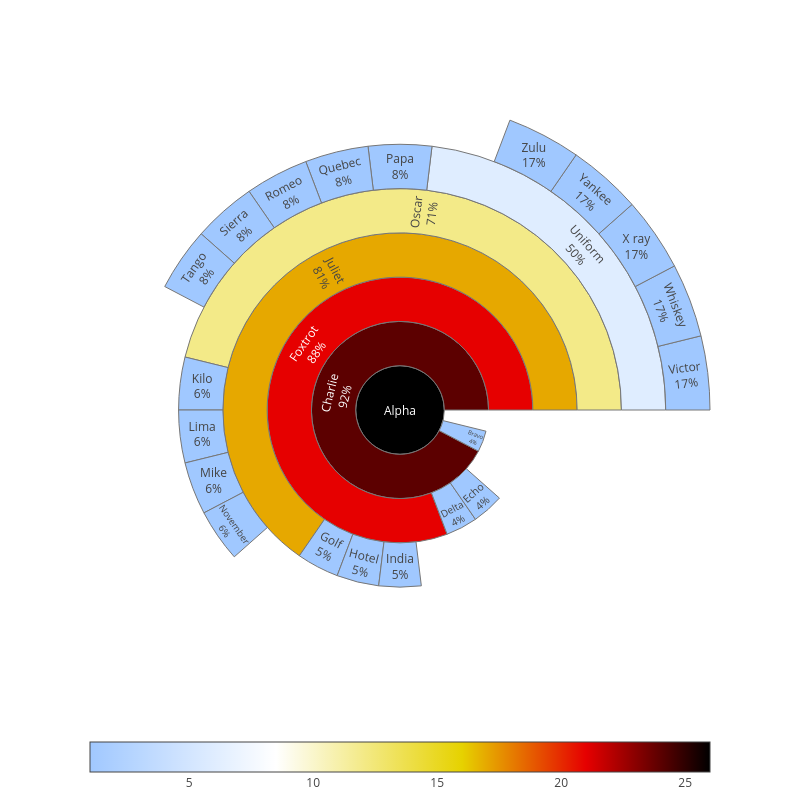 Zulu
17%
Yankee
17%
X ray
17%
Whiskey
17%
Victor
17%
Uniform
50%
Papa
8%
Quebec
8%
Romeo
8%
Sierra
8%
Tango
8%
Oscar
71%
Juliet
81%
Foxtrot
88%
Charlie
92%
Alpha
Kilo
6%
Lima
6%
Mike
6%
November
6%
Golf
5%
Hotel
5%
India
5%
Delta
4%
Echo
4%
Bravo
4%
5
10
15
20
25